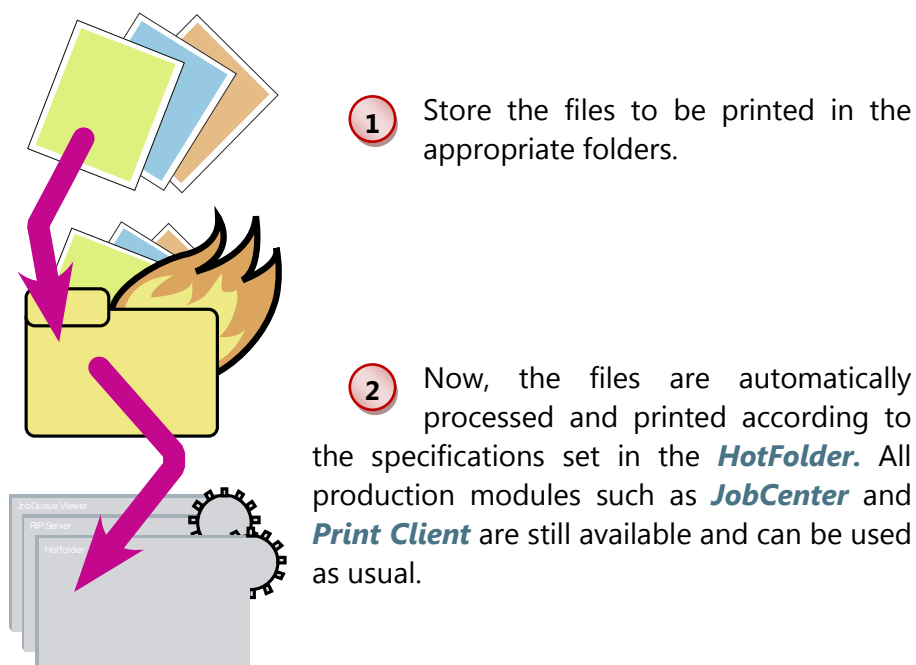 1
Store the files to be printed in the
appropriate folders.
2
Now, the files are automatically
processed and printed according to
the specifications set in the HotFolder. All
production modules such as JobCenter and
Print Client are still available and can be used
as usual.
JobQueue Viewer
RIP Server
Hotfolder